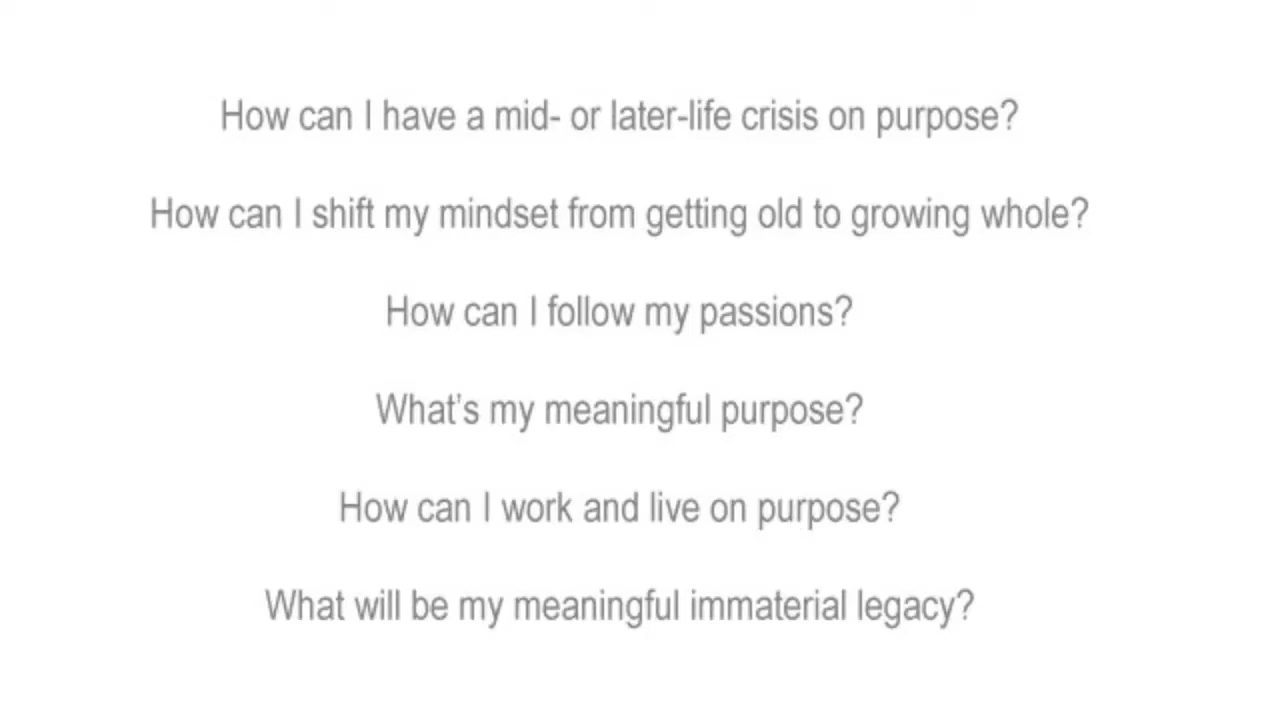 How can I have a mid- or later-life crisis on purpose?
How can I shift my mindset from getting old to growing whole?
How can I follow my passions?
What's my meaningful purpose?
How can I work and live on purpose?
What will be my meaningful immaterial legacy?